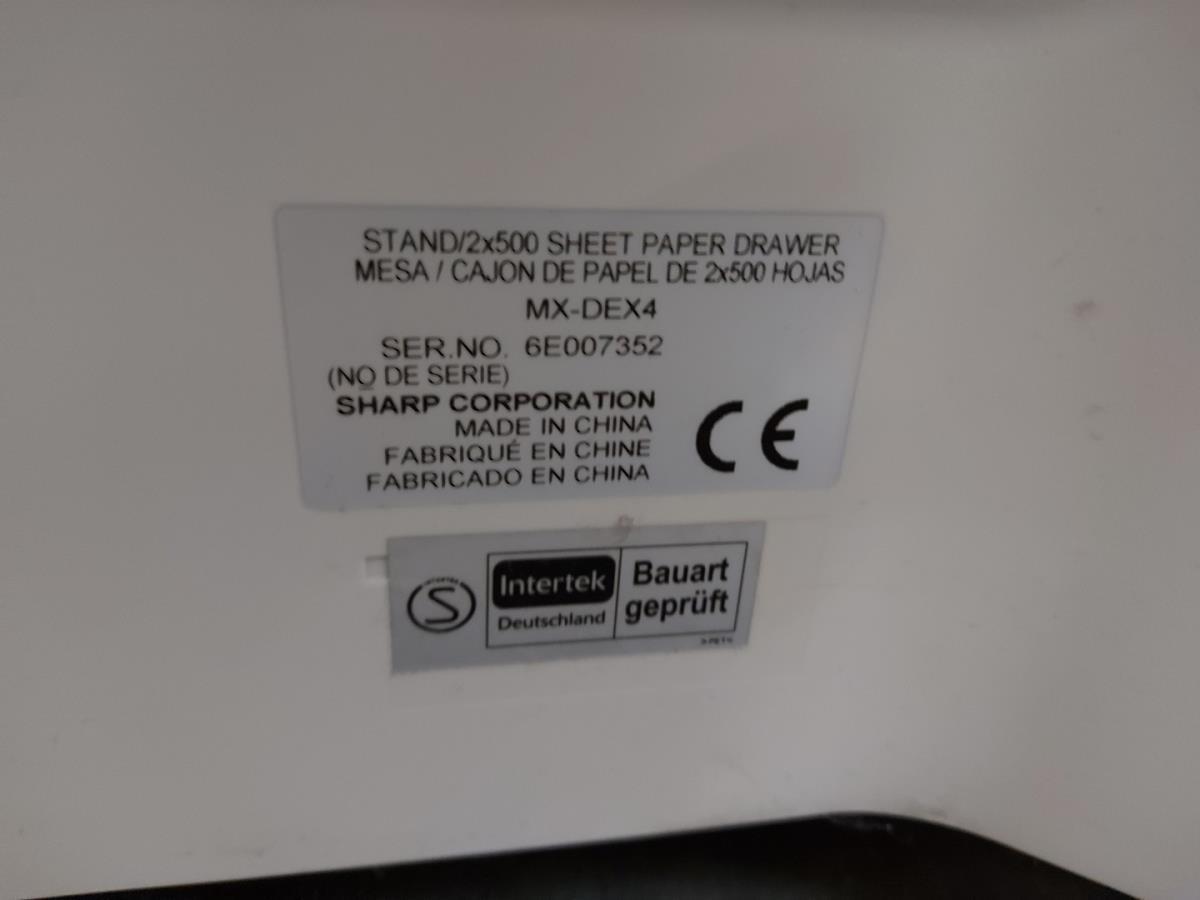 STAND/2x500 SHEET PAPER DRAWER
MESA / CAJON DE PAPEL DE 2x500 HOJAS
MX-DEX4
SER.NO. 6E007352
(NO DE SERIE)
SHARP CORPORATION
MADE IN CHINA
FABRIQUÉ EN CHINE
FABRICADO EN CHINA
CE
INTERTEK
S
Intertek
Deutschland
Bauart
geprüft